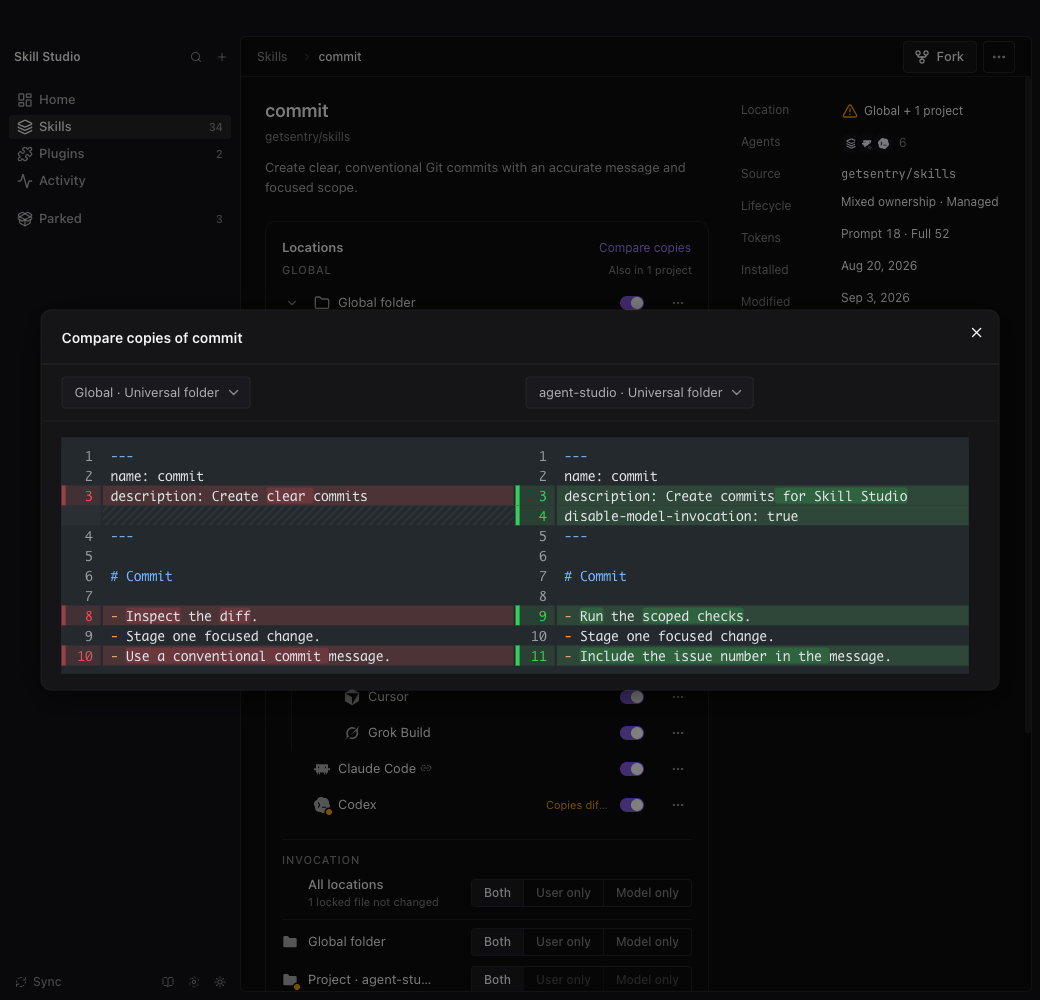 Skill Studio
Home
Skills 34
Plugins 2
Activity
Parked 3
Sync
Skills commit
Fork
commit
getsentry/skills
Create clear, conventional Git commits with an accurate message and
focused scope.
Location Global + 1 project
Agents 6
Source getsentry/skills
Lifecycle Mixed ownership · Managed
Tokens Prompt 18 · Full 52
Installed Aug 20, 2026
Modified Sep 3, 2026
Locations Compare copies
GLOBAL Also in 1 project
Global folder
Compare copies of commit
Global · Universal folder
agent-studio · Universal folder
1 ---
2 name: commit
3 description: Create clear commits
4 ---
5
6 # Commit
7
8 - Inspect the diff.
9 - Stage one focused change.
10 - Use a conventional commit message.
1 ---
2 name: commit
3 description: Create commits for Skill Studio
4 disable-model-invocation: true
5 ---
6
7 # Commit
8
9 - Run the scoped checks.
10 - Stage one focused change.
11 - Include the issue number in the message.
Cursor
Grok Build
Claude Code
Codex Copies dif...
INVOCATION
All locations Both User only Model only
1 locked file not changed
Global folder Both User only Model only
Project · agent-stu... Both User only Model only